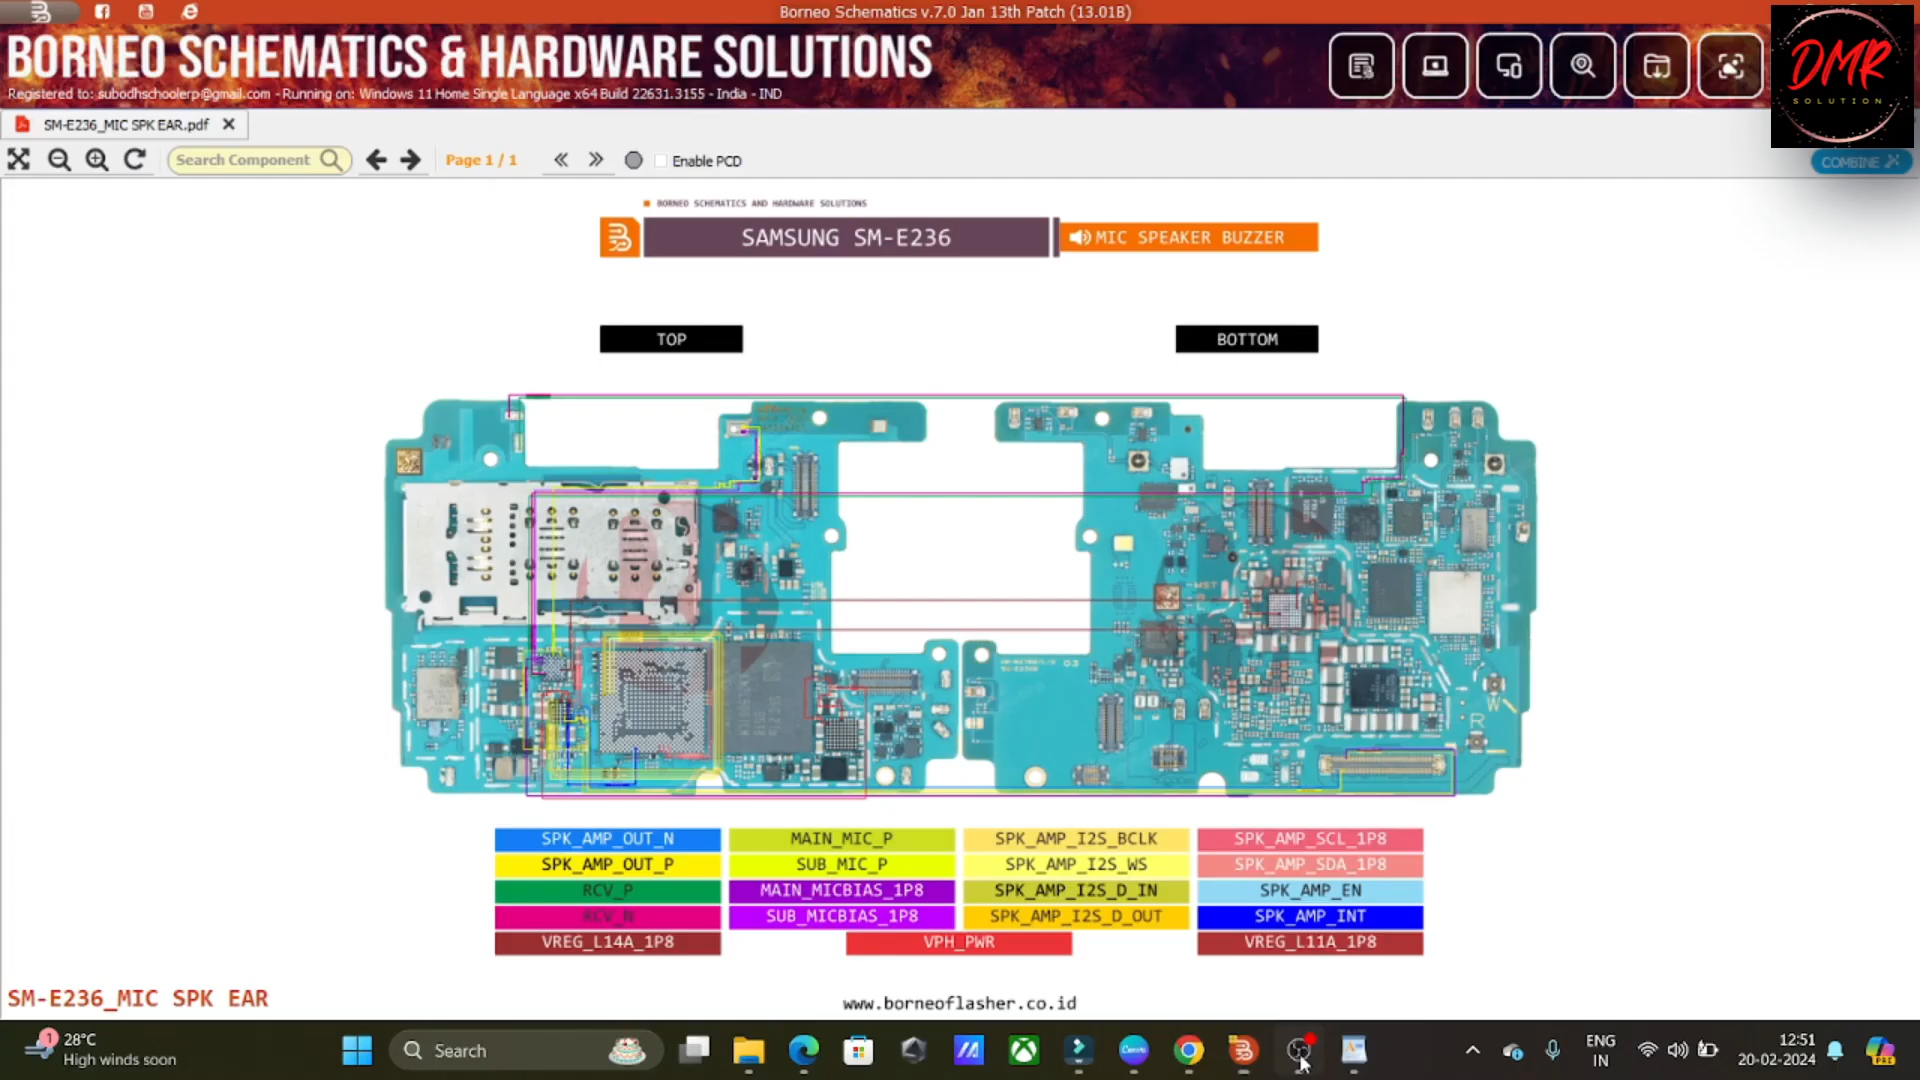 Borneo Schematics v.7.0 Jan 13th Patch (13.01B)
BORNEO SCHEMATICS & HARDWARE SOLUTIONS
Registered to: subodhschoolerp@gmail.com - Running on: Windows 11 Home Single Language x64 Build 22631.3155 - India - IND
DMR
SOLUTION
SM-E236_MIC SPK EAR.pdf
Search Component
Page 1 / 1
Enable PCD
COMBINE
BORNEO SCHEMATICS AND HARDWARE SOLUTIONS
SAMSUNG SM-E236
MIC SPEAKER BUZZER
TOP
BOTTOM
SPK_AMP_OUT_N
MAIN_MIC_P
SPK_AMP_I2S_BCLK
SPK_AMP_SCL_1P8
SPK_AMP_OUT_P
SUB_MIC_P
SPK_AMP_I2S_WS
SPK_AMP_SDA_1P8
RCV_P
MAIN_MICBIAS_1P8
SPK_AMP_I2S_D_IN
SPK_AMP_EN
RCV_N
SUB_MICBIAS_1P8
SPK_AMP_I2S_D_OUT
SPK_AMP_INT
VREG_L14A_1P8
VPH_PWR
VREG_L11A_1P8
SM-E236_MIC SPK EAR
www.borneoflasher.co.id
1
28°C
High winds soon
Search
ENG
IN
12:51
20-02-2024